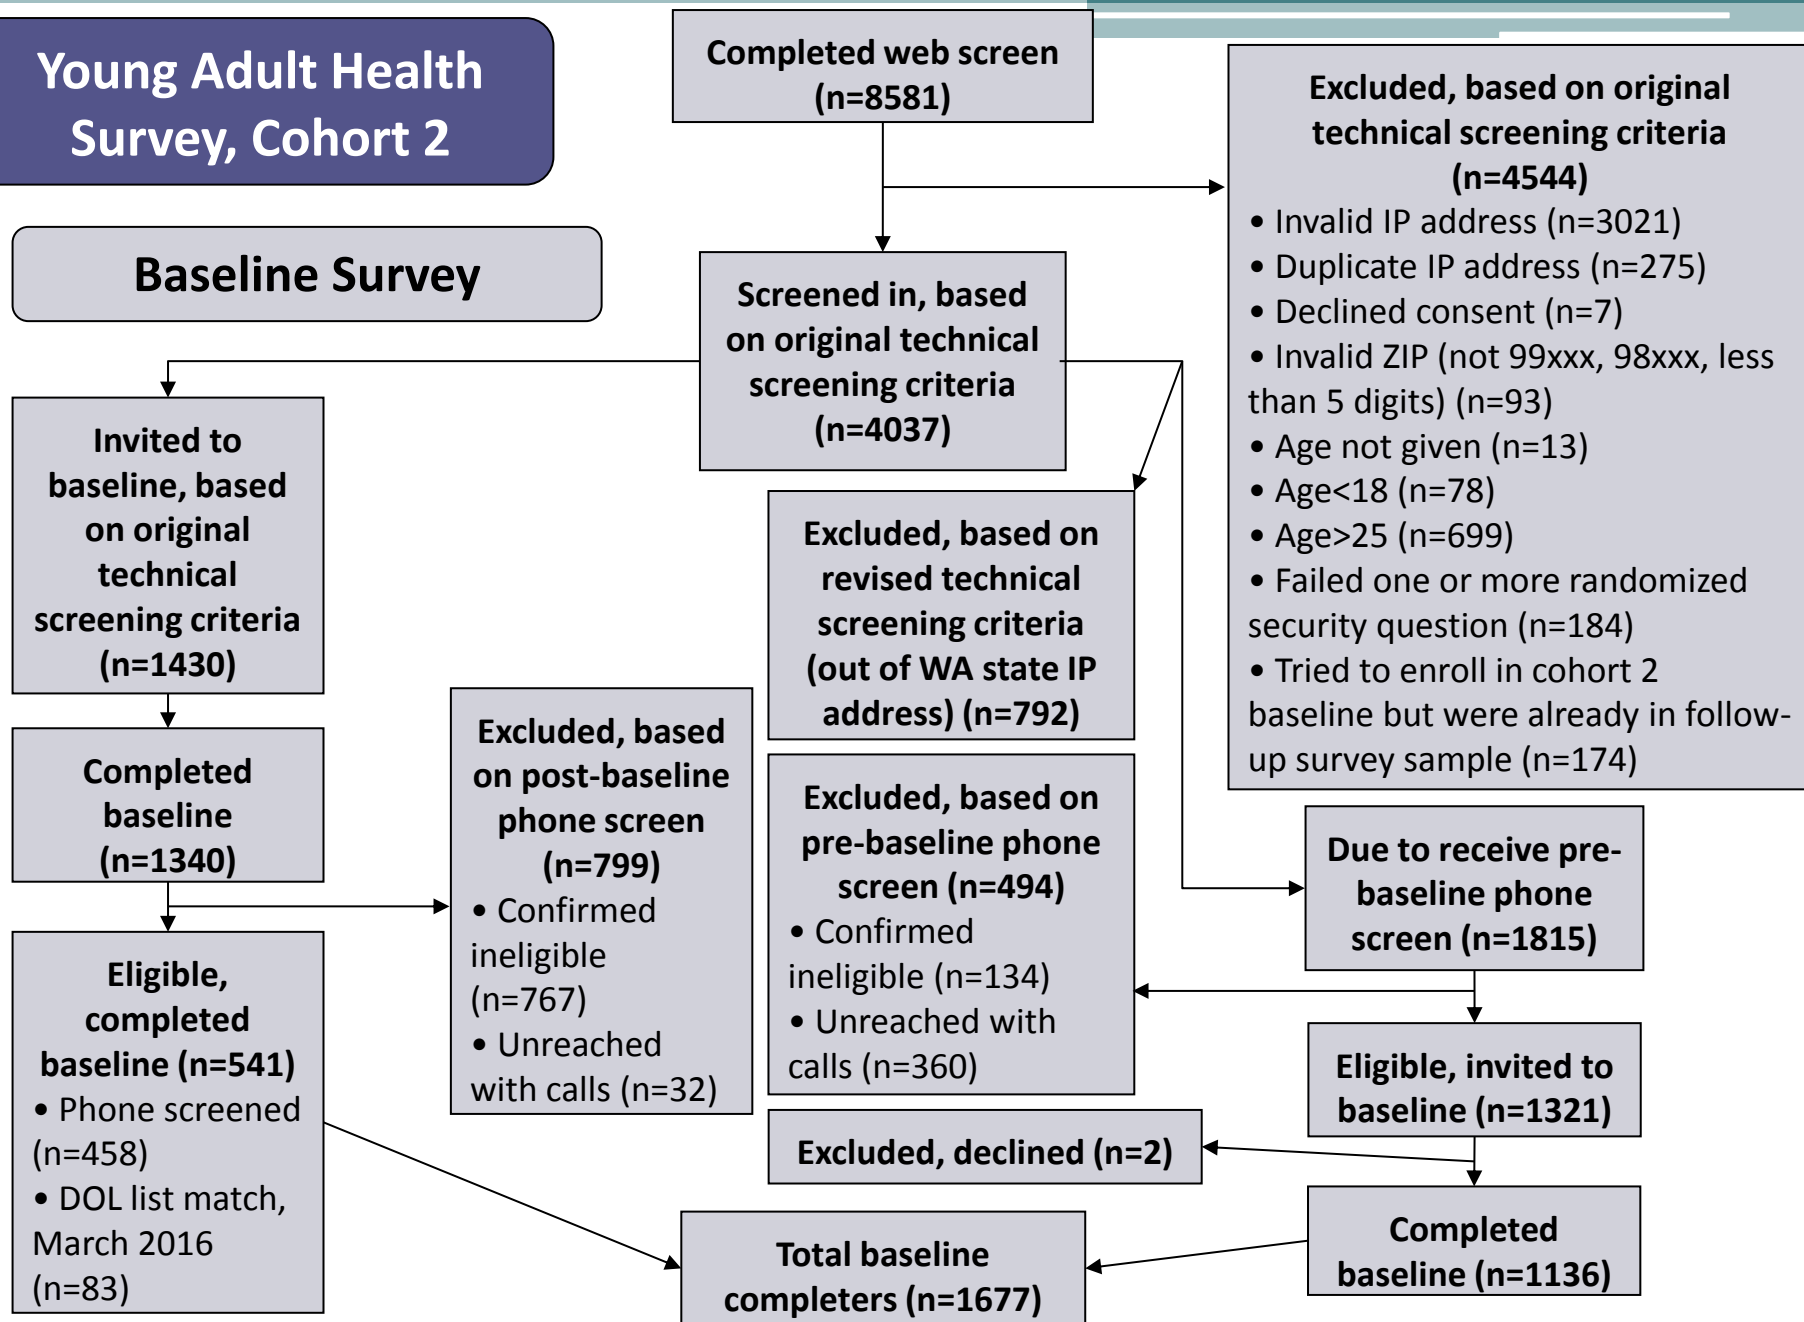 Young Adult Health
Survey, Cohort 2
Baseline Survey
Completed web screen
(n=8581)
Excluded, based on original
technical screening criteria
(n=4544)
• Invalid IP address (n=3021)
• Duplicate IP address (n=275)
• Declined consent (n=7)
• Invalid ZIP (not 99xxx, 98xxx, less
than 5 digits) (n=93)
• Age not given (n=13)
• Age<18 (n=78)
• Age>25 (n=699)
• Failed one or more randomized
security question (n=184)
• Tried to enroll in cohort 2
baseline but were already in follow-
up survey sample (n=174)
Screened in, based
on original technical
screening criteria
(n=4037)
Invited to
baseline, based
on original
technical
screening criteria
(n=1430)
Completed
baseline
(n=1340)
Excluded, based
on post-baseline
phone screen
(n=799)
• Confirmed
ineligible
(n=767)
• Unreached
with calls (n=32)
Eligible,
completed
baseline (n=541)
• Phone screened
(n=458)
• DOL list match,
March 2016
(n=83)
Excluded, based on
revised technical
screening criteria
(out of WA state IP
address) (n=792)
Excluded, based on
pre-baseline phone
screen (n=494)
• Confirmed
ineligible (n=134)
• Unreached with
calls (n=360)
Due to receive pre-
baseline phone
screen (n=1815)
Eligible, invited to
baseline (n=1321)
Excluded, declined (n=2)
Completed
baseline (n=1136)
Total baseline
completers (n=1677)